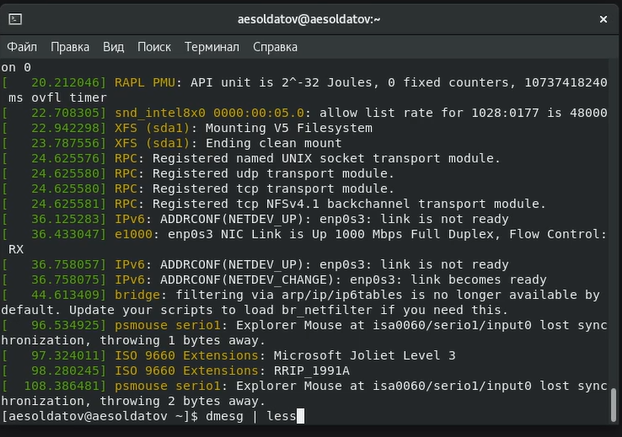 aesoldatov@aesoldatov:~
Файл Правка Вид Поиск Терминал Справка
on 0
[   20.212046] RAPL PMU: API unit is 2^-32 Joules, 0 fixed counters, 10737418240
 ms ovfl timer
[   22.708305] snd_intel8x0 0000:00:05.0: allow list rate for 1028:0177 is 48000
[   22.942298] XFS (sda1): Mounting V5 Filesystem
[   23.787556] XFS (sda1): Ending clean mount
[   24.625576] RPC: Registered named UNIX socket transport module.
[   24.625580] RPC: Registered udp transport module.
[   24.625580] RPC: Registered tcp transport module.
[   24.625581] RPC: Registered tcp NFSv4.1 backchannel transport module.
[   36.125283] IPv6: ADDRCONF(NETDEV_UP): enp0s3: link is not ready
[   36.433047] e1000: enp0s3 NIC Link is Up 1000 Mbps Full Duplex, Flow Control:
 RX
[   36.758057] IPv6: ADDRCONF(NETDEV_UP): enp0s3: link is not ready
[   36.758075] IPv6: ADDRCONF(NETDEV_CHANGE): enp0s3: link becomes ready
[   44.613409] bridge: filtering via arp/ip/ip6tables is no longer available by
default. Update your scripts to load br_netfilter if you need this.
[   96.534925] psmouse serio1: Explorer Mouse at isa0060/serio1/input0 lost sync
hronization, throwing 1 bytes away.
[   97.324011] ISO 9660 Extensions: Microsoft Joliet Level 3
[   98.280245] ISO 9660 Extensions: RRIP_1991A
[  108.386481] psmouse serio1: Explorer Mouse at isa0060/serio1/input0 lost sync
hronization, throwing 2 bytes away.
[aesoldatov@aesoldatov ~]$ dmesg | less